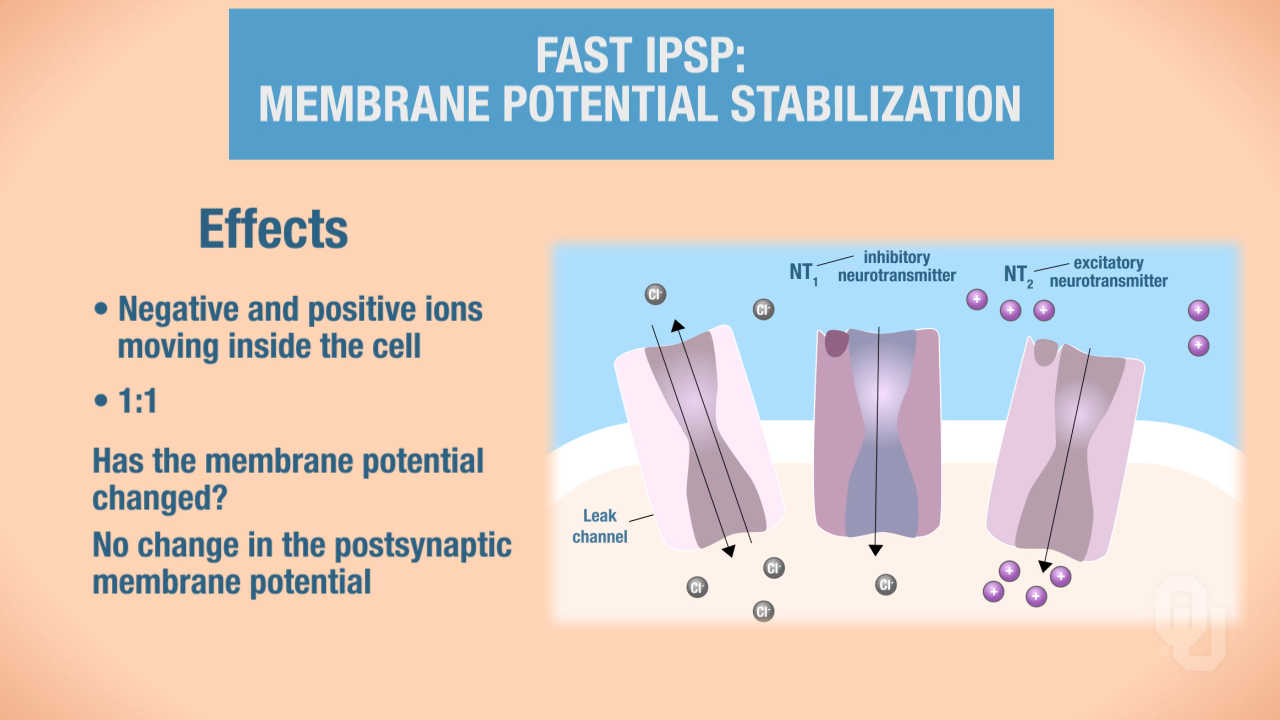 FAST IPSP:
MEMBRANE POTENTIAL STABILIZATION
Effects
• Negative and positive ions
moving inside the cell
• 1:1
Has the membrane potential
changed?
No change in the postsynaptic
membrane potential
NT₁
inhibitory
neurotransmitter
NT₂
excitatory
neurotransmitter
Cl⁻
Cl⁻
+
+
+
+
+
Leak
channel
Cl⁻
Cl⁻
Cl⁻
Cl⁻
+
+
+
+
OU